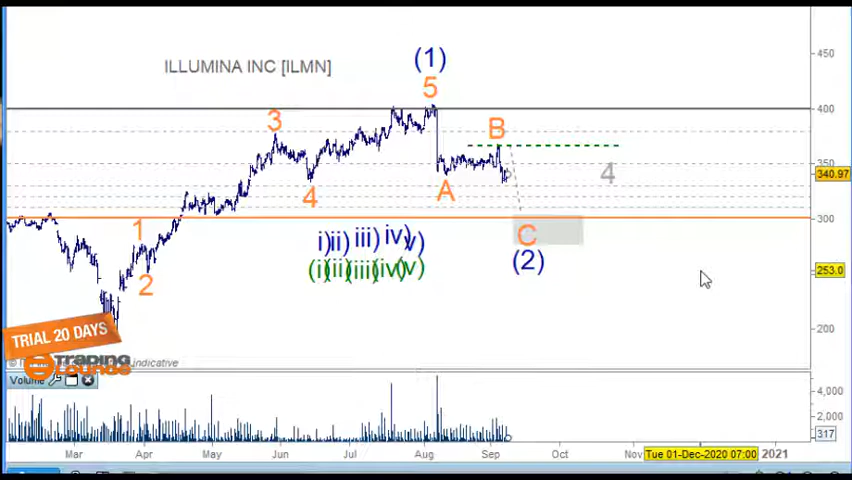 (1)
450
ILLUMINA INC [ILMN]
5
400
3
B
350
4
340.97
A
4
1
i) ii) iii) iv) v)
300
C
(i) (ii) (iii) (iv) (v)
(2)
253.0
2
TRIAL 20 DAYS
200
TRADING
LOUNGE
indicative
Volume
4,000
2,000
317
Mar Apr May Jun Jul Aug Sep Oct Nov Tue 01-Dec-2020 07:00 2021